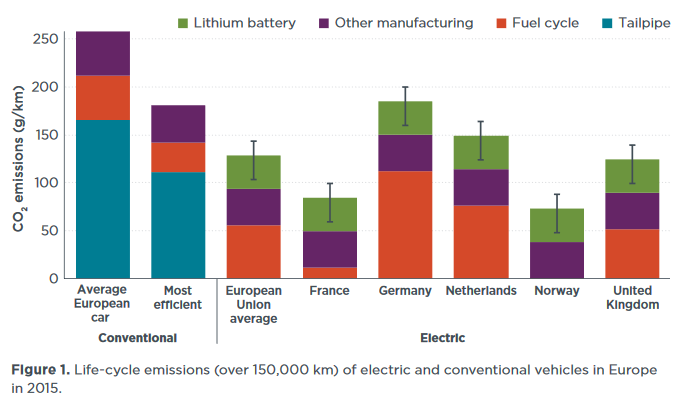 Lithium battery Other manufacturing Fuel cycle Tailpipe
CO2 emissions (g/km)
250
200
150
100
50
0
Average European car
Most efficient
European Union average
France
Germany
Netherlands
Norway
United Kingdom
Conventional
Electric
Figure 1. Life-cycle emissions (over 150,000 km) of electric and conventional vehicles in Europe
in 2015.